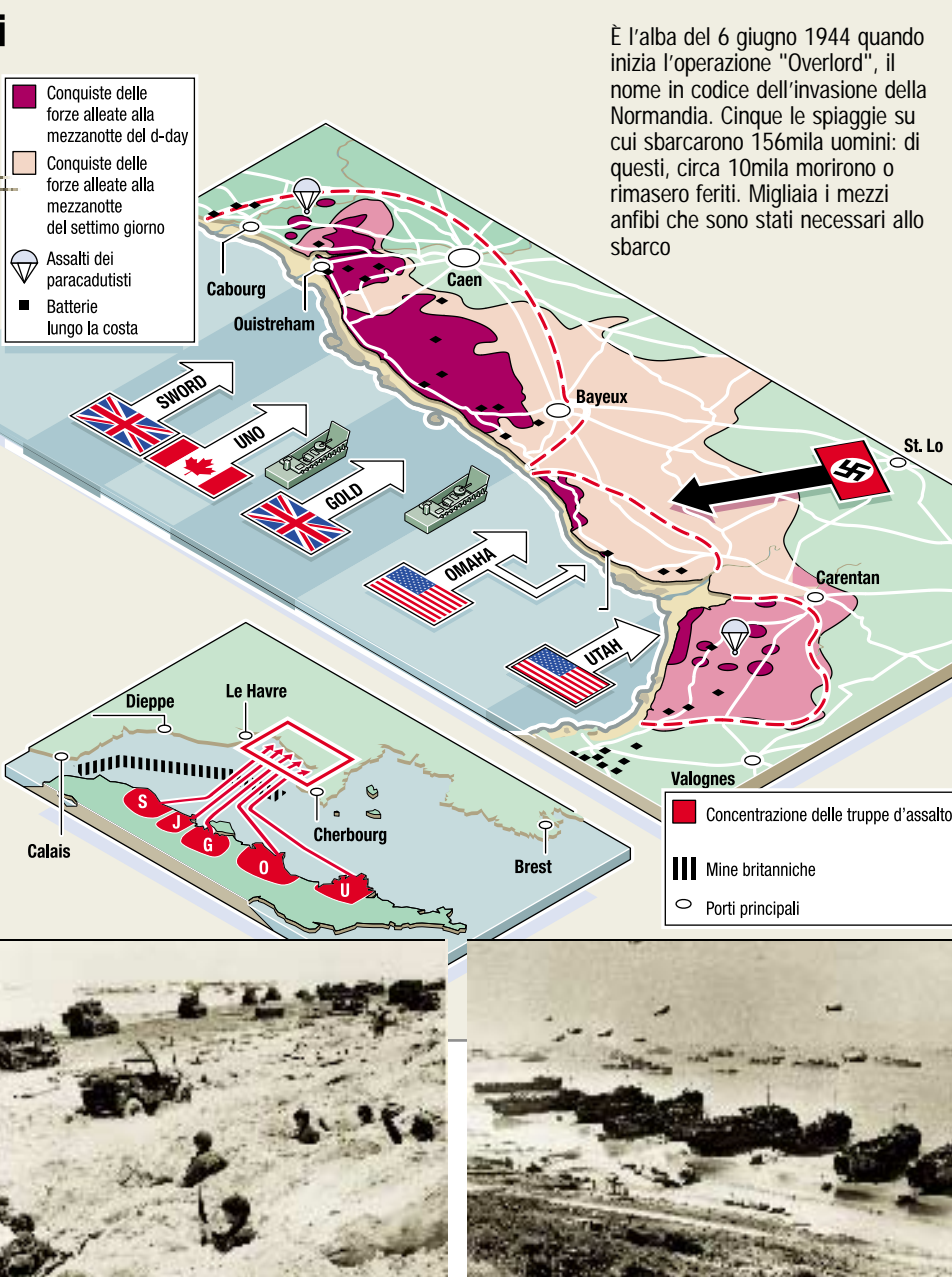 i
È l'alba del 6 giugno 1944 quando
inizia l'operazione "Overlord", il
nome in codice dell'invasione della
Normandia. Cinque le spiaggie su
cui sbarcarono 156mila uomini: di
questi, circa 10mila morirono o
rimasero feriti. Migliaia i mezzi
anfibi che sono stati necessari allo
sbarco
Conquiste delle
forze alleate alla
mezzanotte del d-day
Conquiste delle
forze alleate alla
mezzanotte
del settimo giorno
Assalti dei
paracadutisti
Batterie
lungo la costa
Cabourg
Ouistreham
Caen
Bayeux
St. Lo
Carentan
Valognes
SWORD
UNO
GOLD
OMAHA
UTAH
Dieppe
Le Havre
Calais
Cherbourg
Brest
S
J
G
O
U
Concentrazione delle truppe d'assalto
Mine britanniche
Porti principali